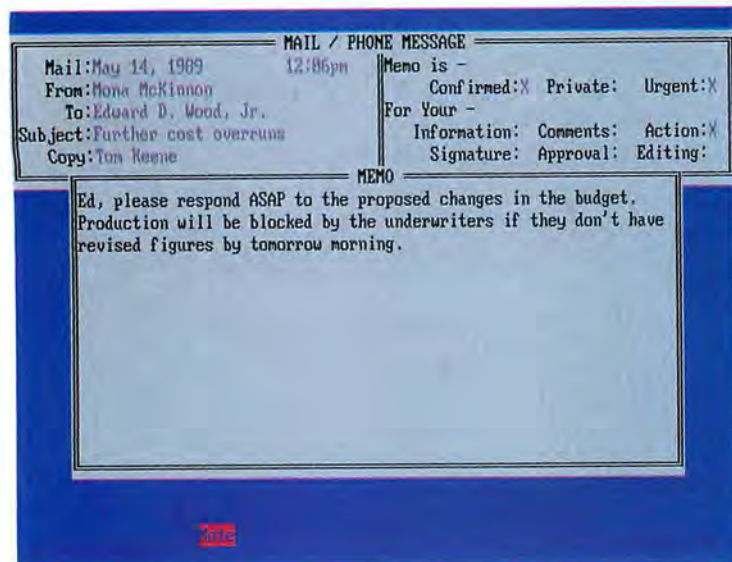 MAIL / PHONE MESSAGE
Mail:May 14, 1989 12:06pm
From:Mona McKinnon
To:Edward D. Wood, Jr.
Subject:Further cost overruns
Copy:Tom Keene
Memo is -
Confirmed:X Private: Urgent:X
For Your -
Information: Comments: Action:X
Signature: Approval: Editing:
MEMO
Ed, please respond ASAP to the proposed changes in the budget.
Production will be blocked by the underwriters if they don't have
revised figures by tomorrow morning.